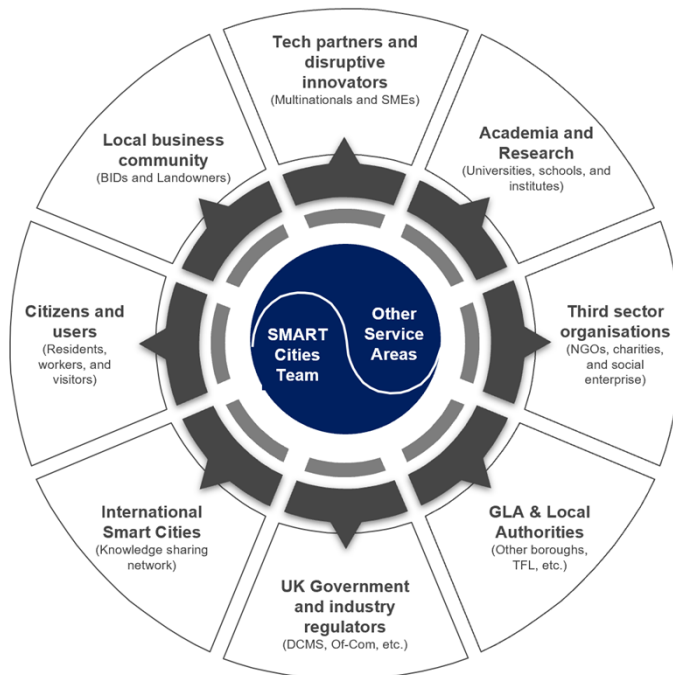 Tech partners and
disruptive
innovators
(Multinationals and SMEs)
Academia and
Research
(Universities, schools, and
institutes)
Third sector
organisations
(NGOs, charities,
and social
enterprise)
GLA & Local
Authorities
(Other boroughs,
TFL, etc.)
UK Government
and industry
regulators
(DCMS, Of-Com, etc.)
International
Smart Cities
(Knowledge sharing
network)
Citizens and
users
(Residents,
workers, and
visitors)
Local business
community
(BIDs and Landowners)
SMART
Cities
Team
Other
Service
Areas